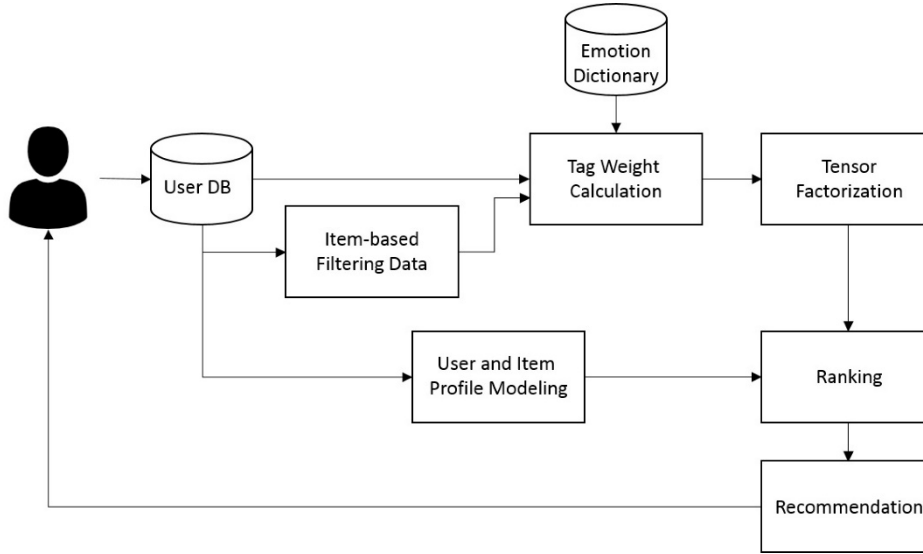 Emotion
Dictionary
User DB
Tag Weight
Calculation
Tensor
Factorization
Item-based
Filtering Data
User and Item
Profile Modeling
Ranking
Recommendation